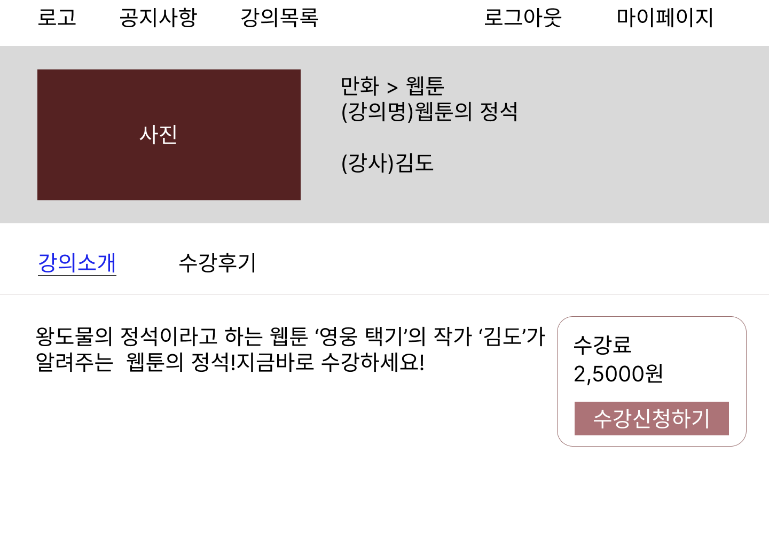 로고 공지사항 강의목록 로그아웃 마이페이지
사진
만화 > 웹툰
(강의명)웹툰의 정석
(강사)김도
강의소개 수강후기
왕도물의 정석이라고 하는 웹툰 ‘영웅 택기’의 작가 ‘김도’가
알려주는  웹툰의 정석!지금바로 수강하세요!
수강료
2,5000원
수강신청하기